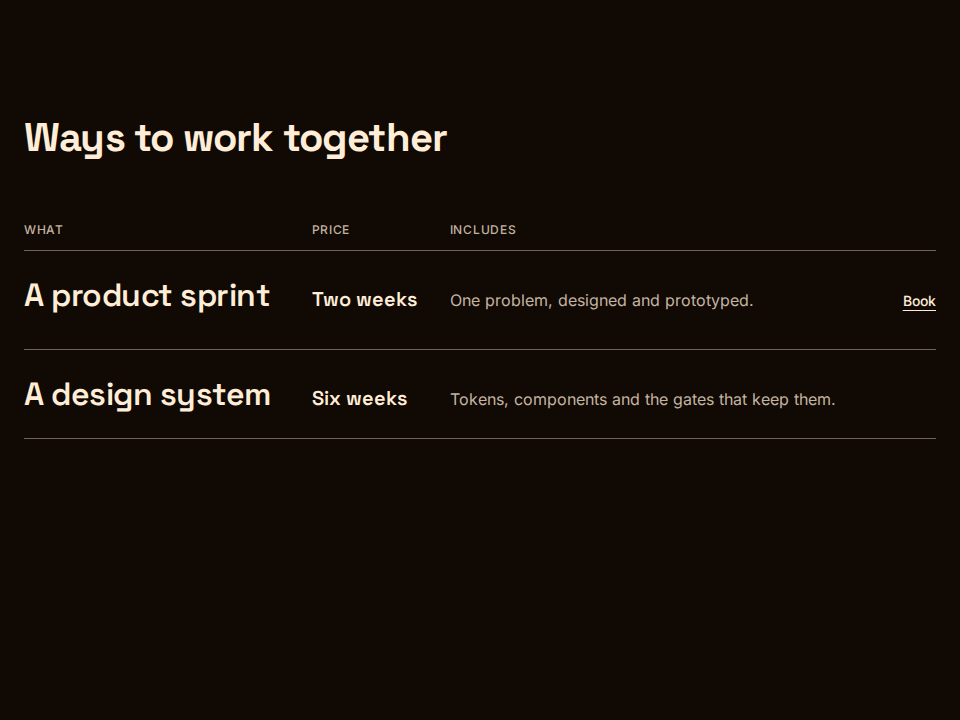 Ways to work together
WHAT PRICE INCLUDES
A product sprint Two weeks One problem, designed and prototyped. Book
A design system Six weeks Tokens, components and the gates that keep them.